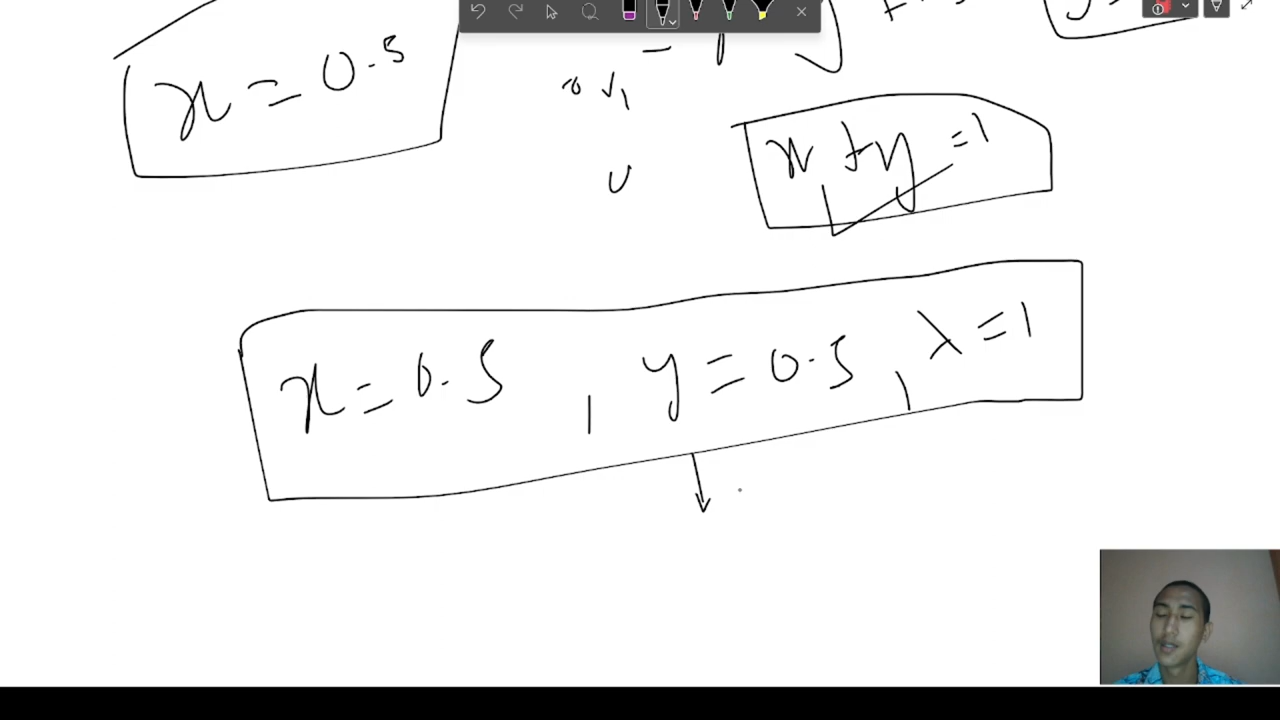 x = 0.5
x + y = 1
x = 0.5 , y = 0.5 , λ = 1